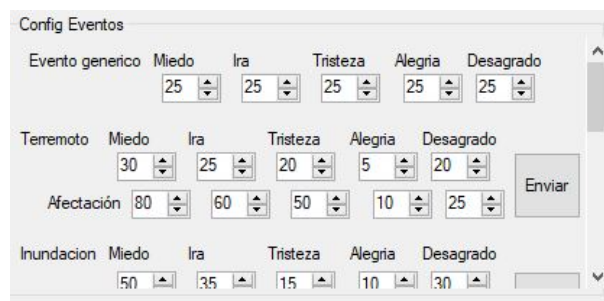 Config Eventos
Evento generico Miedo Ira Tristeza Alegria Desagrado
25 25 25 25 25
Terremoto Miedo Ira Tristeza Alegria Desagrado
30 25 20 5 20
Enviar
Afectación 80 60 50 10 25
Inundacion Miedo Ira Tristeza Alegria Desagrado
50 35 15 10 30